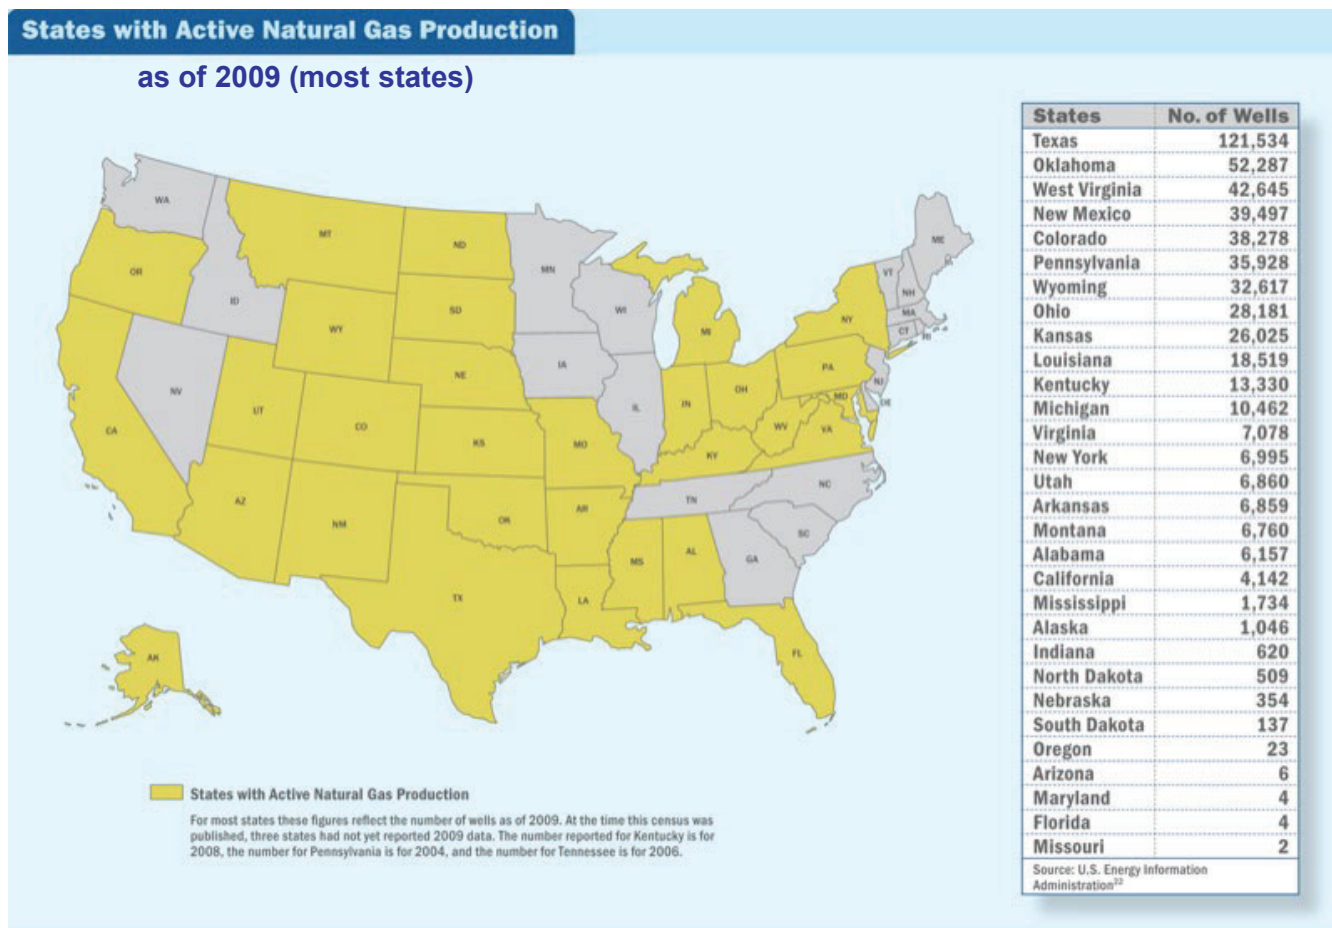 States with Active Natural Gas Production
as of 2009 (most states)
States No. of Wells
Texas 121,534
Oklahoma 52,287
West Virginia 42,645
New Mexico 39,497
Colorado 38,278
Pennsylvania 35,928
Wyoming 32,617
Ohio 28,181
Kansas 26,025
Louisiana 18,519
Kentucky 13,330
Michigan 10,462
Virginia 7,078
New York 6,995
Utah 6,860
Arkansas 6,859
Montana 6,760
Alabama 6,157
California 4,142
Mississippi 1,734
Alaska 1,046
Indiana 620
North Dakota 509
Nebraska 354
South Dakota 137
Oregon 23
Arizona 6
Maryland 4
Florida 4
Missouri 2
Source: U.S. Energy Information
Administration22
WA
MT
ND
MN
ME
OR
ID
WY
SD
WI
MI
NY
VT
NH
MA
CT
RI
NV
UT
CO
NE
IA
IL
IN
OH
PA
NJ
MD
DE
CA
KS
MO
KY
WV
VA
AZ
NM
OK
AR
TN
NC
SC
TX
LA
MS
AL
GA
FL
AK
States with Active Natural Gas Production
For most states these figures reflect the number of wells as of 2009. At the time this census was
published, three states had not yet reported 2009 data. The number reported for Kentucky is for
2008, the number for Pennsylvania is for 2004, and the number for Tennessee is for 2006.